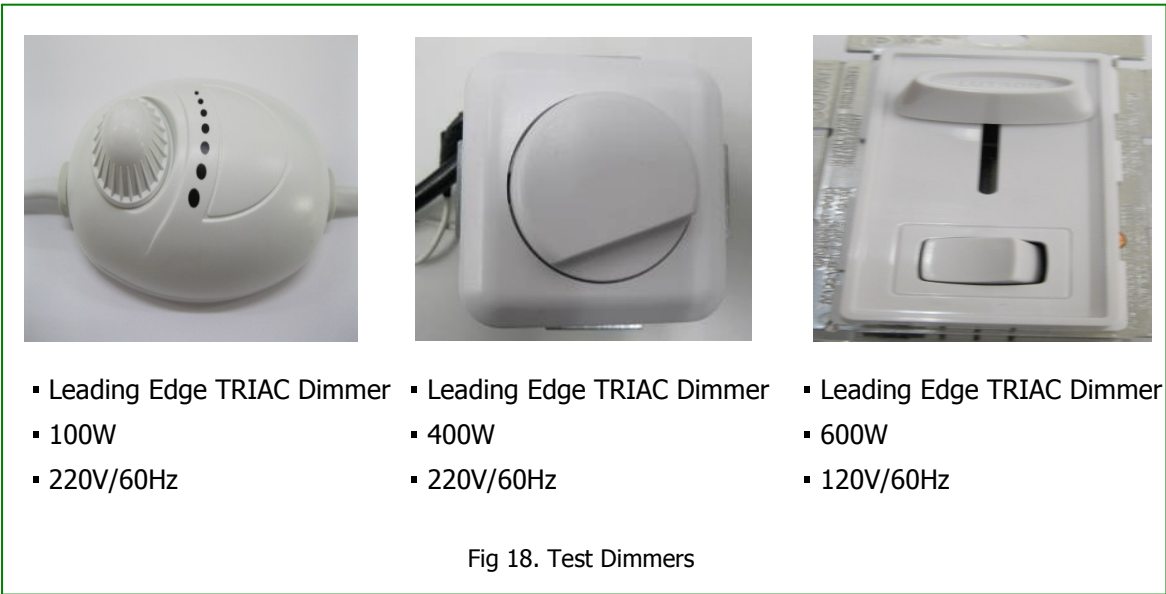 ▪ Leading Edge TRIAC Dimmer
▪ 100W
▪ 220V/60Hz
▪ Leading Edge TRIAC Dimmer
▪ 400W
▪ 220V/60Hz
▪ Leading Edge TRIAC Dimmer
▪ 600W
▪ 120V/60Hz
Fig 18. Test Dimmers